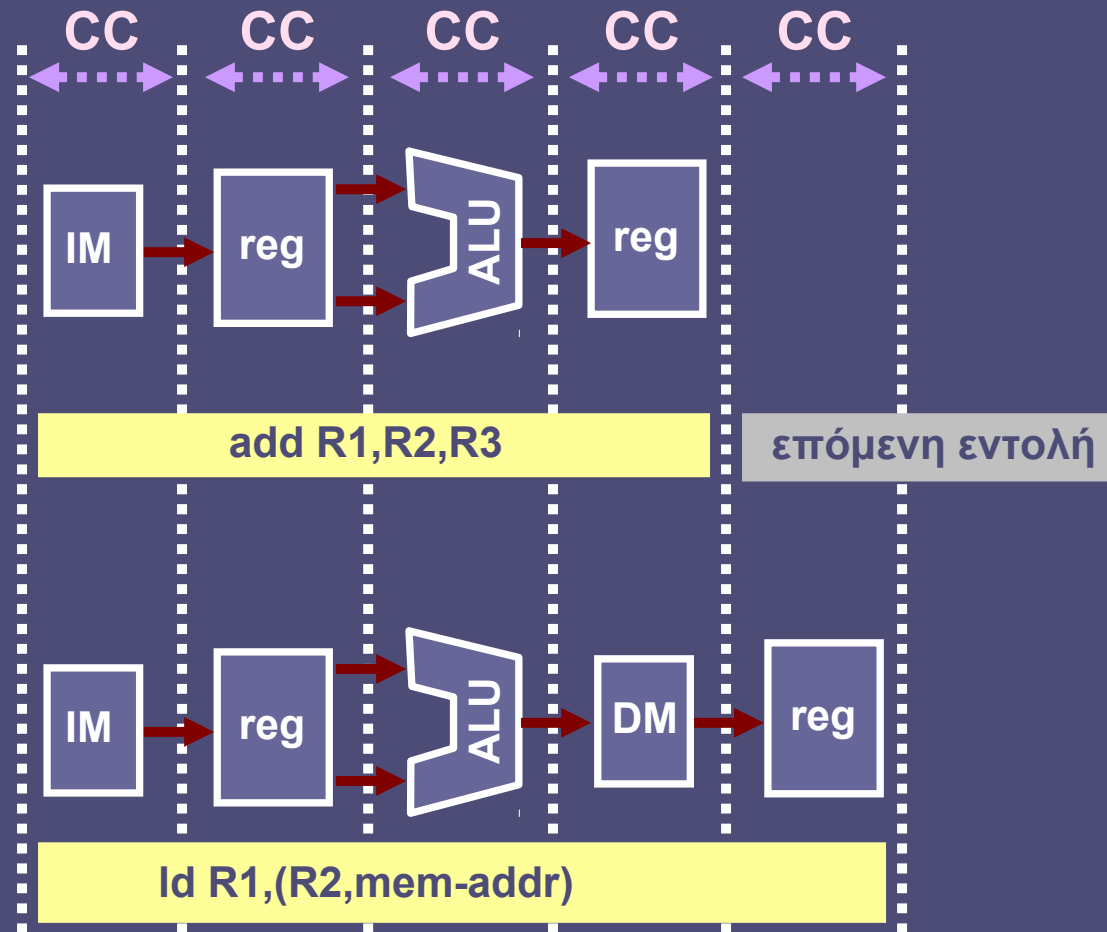 CC CC CC CC CC
IM reg ALU reg
add R1,R2,R3 επόμενη εντολή
IM reg ALU DM reg
ld R1,(R2,mem-addr)